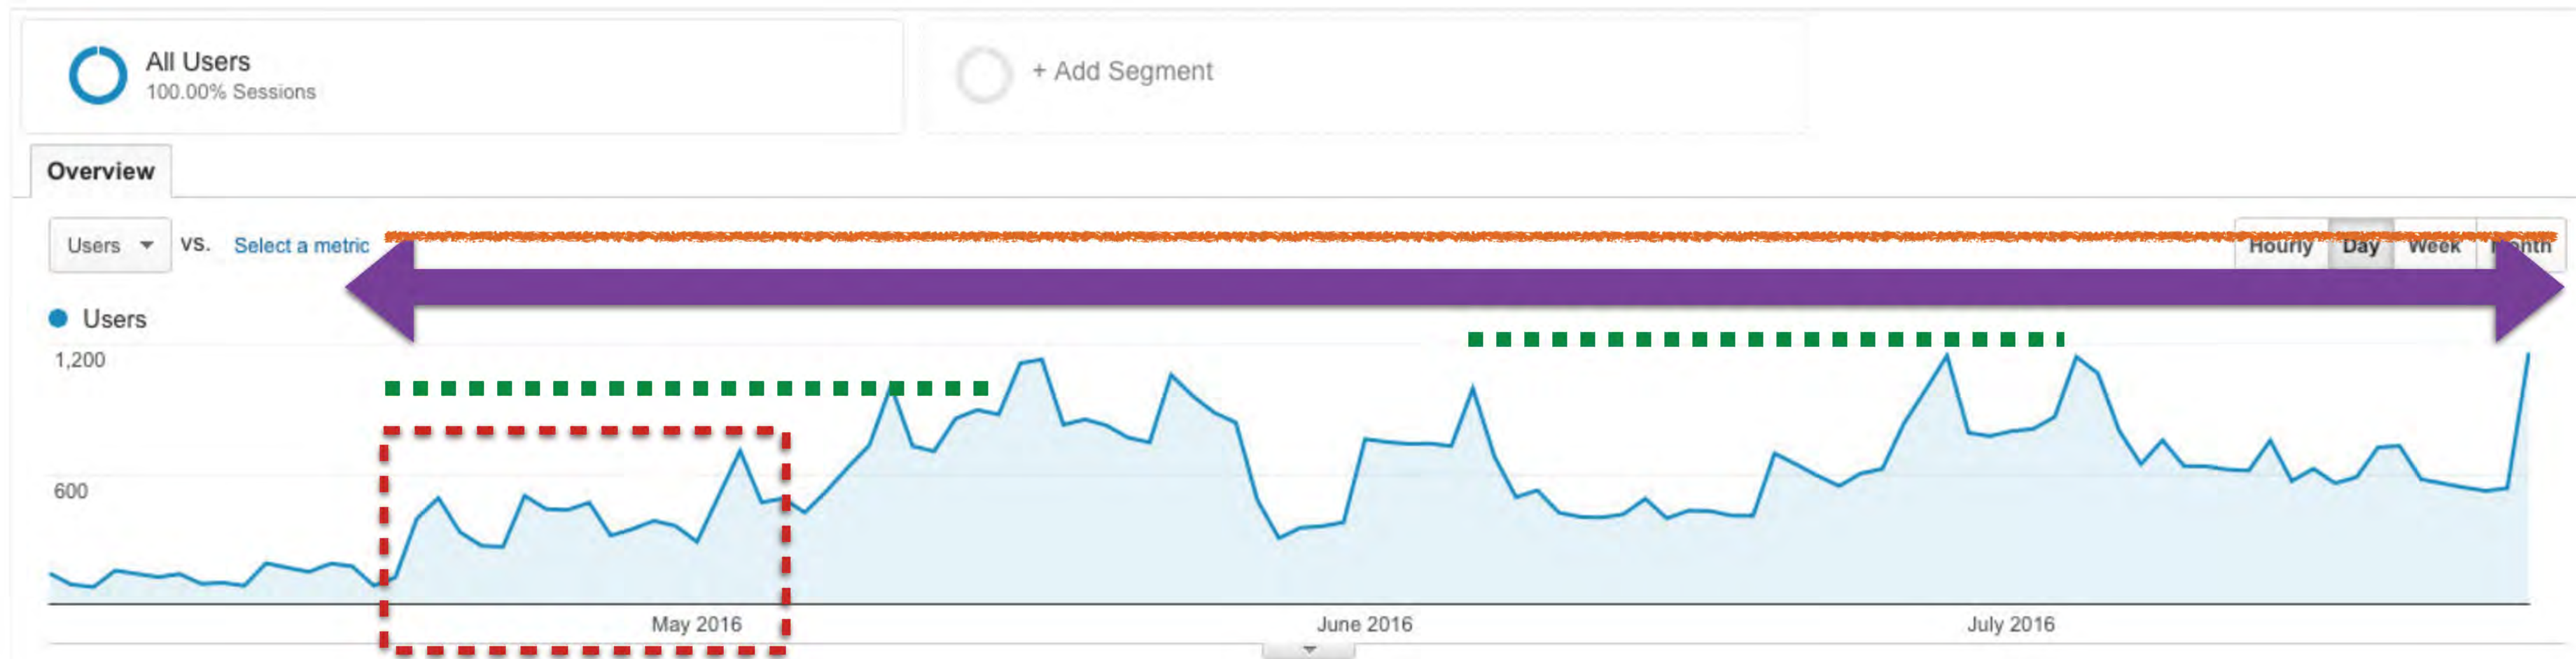 All Users
100.00% Sessions
+ Add Segment
Overview
Users VS. Select a metric
Hourly Day Week Month
Users
1,200
600
May 2016 June 2016 July 2016